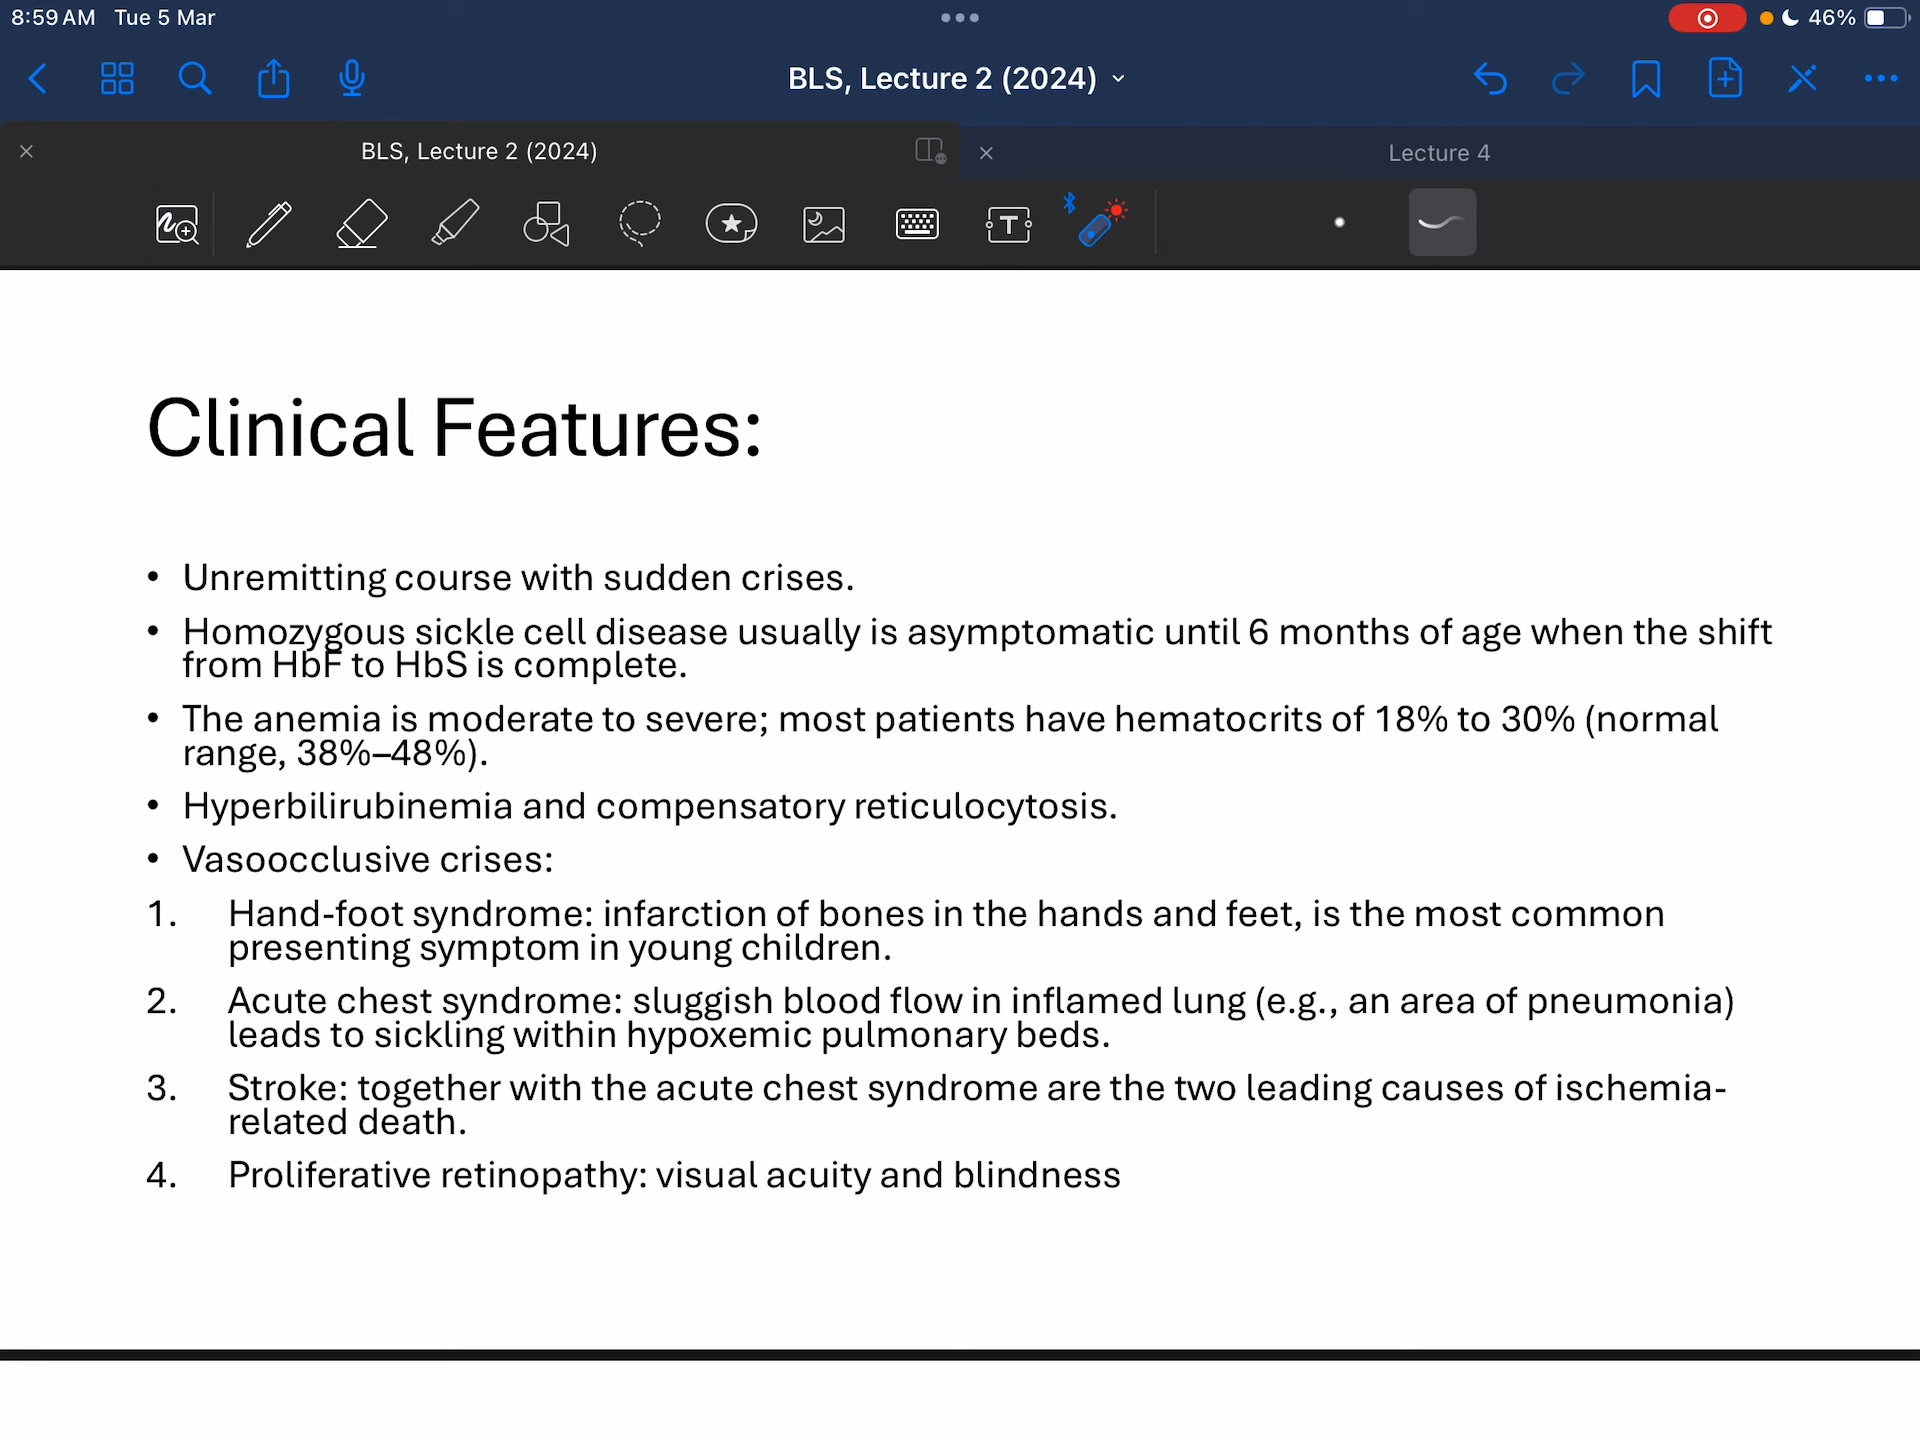 8:59 AM Tue 5 Mar
46%
BLS, Lecture 2 (2024)
BLS, Lecture 2 (2024)
Lecture 4
T
Clinical Features:
• Unremitting course with sudden crises.
• Homozygous sickle cell disease usually is asymptomatic until 6 months of age when the shift
from HbF to HbS is complete.
• The anemia is moderate to severe; most patients have hematocrits of 18% to 30% (normal
range, 38%–48%).
• Hyperbilirubinemia and compensatory reticulocytosis.
• Vasoocclusive crises:
1. Hand-foot syndrome: infarction of bones in the hands and feet, is the most common
presenting symptom in young children.
2. Acute chest syndrome: sluggish blood flow in inflamed lung (e.g., an area of pneumonia)
leads to sickling within hypoxemic pulmonary beds.
3. Stroke: together with the acute chest syndrome are the two leading causes of ischemia-
related death.
4. Proliferative retinopathy: visual acuity and blindness